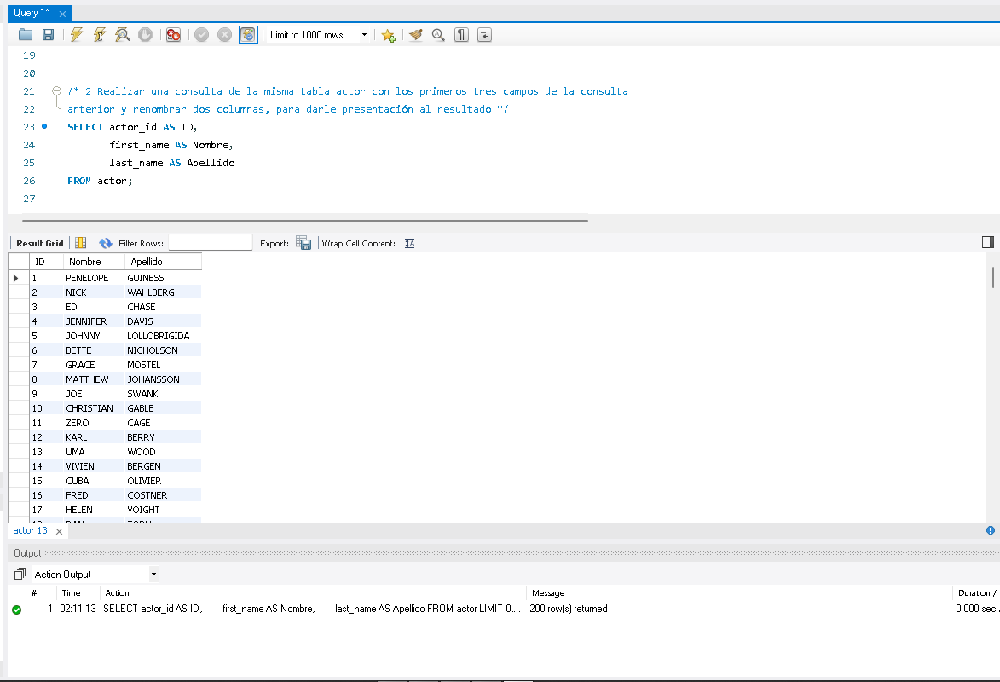 Query 1*
Limit to 1000 rows
19
20
21 /* 2 Realizar una consulta de la misma tabla actor con los primeros tres campos de la consulta
22 anterior y renombrar dos columnas, para darle presentación al resultado */
23 SELECT actor_id AS ID,
24 first_name AS Nombre,
25 last_name AS Apellido
26 FROM actor;
27
Result Grid Filter Rows: Export: Wrap Cell Content:
ID Nombre Apellido
1 PENELOPE GUINESS
2 NICK WAHLBERG
3 ED CHASE
4 JENNIFER DAVIS
5 JOHNNY LOLLOBRIGIDA
6 BETTE NICHOLSON
7 GRACE MOSTEL
8 MATTHEW JOHANSSON
9 JOE SWANK
10 CHRISTIAN GABLE
11 ZERO CAGE
12 KARL BERRY
13 UMA WOOD
14 VIVIEN BERGEN
15 CUBA OLIVIER
16 FRED COSTNER
17 HELEN VOIGHT
actor 13
Output
Action Output
# Time Action Message Duration /
1 02:11:13 SELECT actor_id AS ID, first_name AS Nombre, last_name AS Apellido FROM actor LIMIT 0,... 200 row(s) returned 0.000 sec